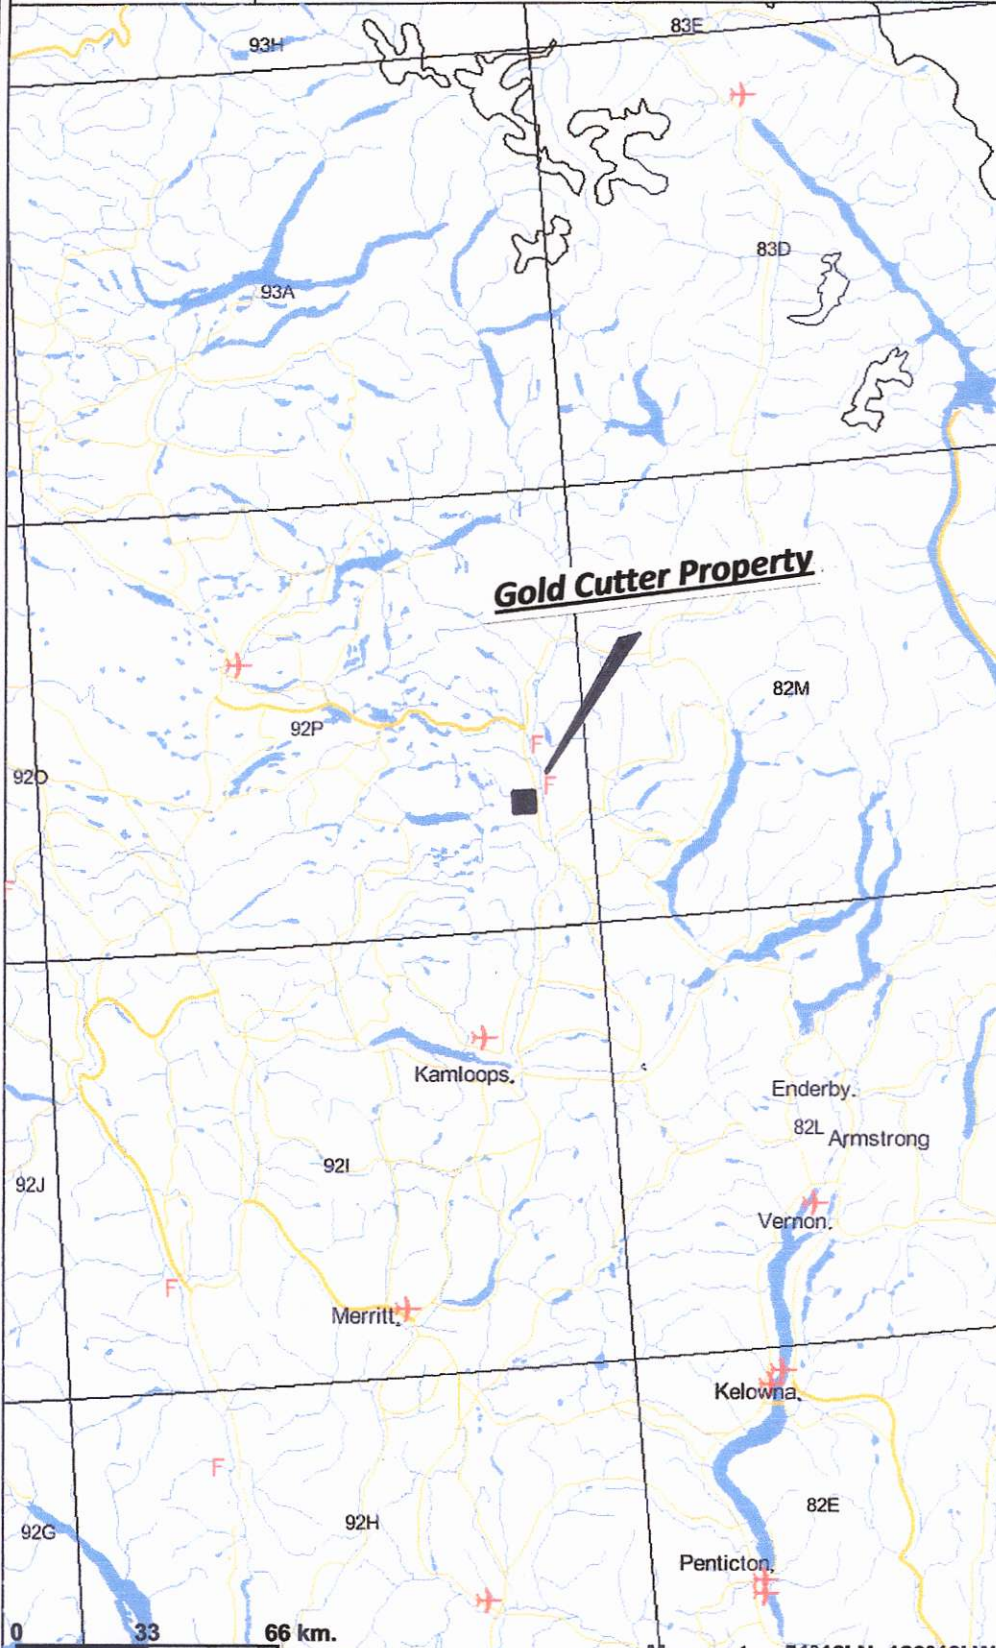 83E
93H
83D
93A
Gold Cutter Property
82M
92P
F
92O
F
Kamloops.
Enderby.
82L
Armstrong
92I
92J
Vernon.
F
Merritt.
Kelowna.
F
82E
92H
92G
Penticton.
0 33 66 km.